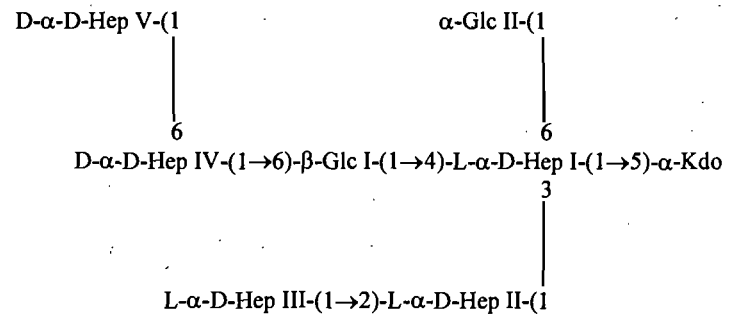 D-α-D-Hep V-(1 α-Glc II-(1
6 6
D-α-D-Hep IV-(1→6)-β-Glc I-(1→4)-L-α-D-Hep I-(1→5)-α-Kdo
3
L-α-D-Hep III-(1→2)-L-α-D-Hep II-(1